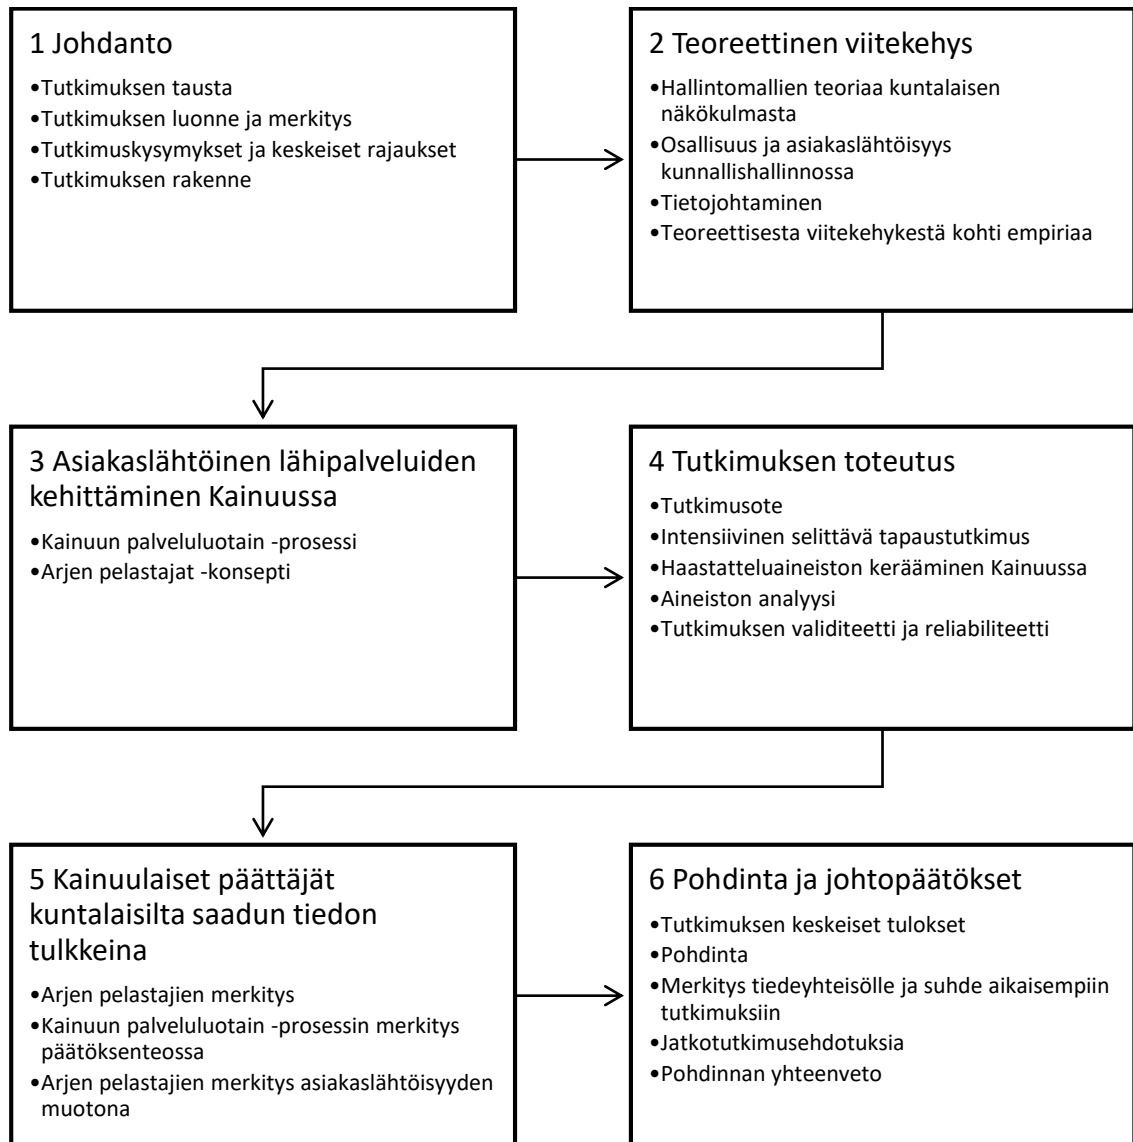 1 Johdanto
•Tutkimuksen tausta
•Tutkimuksen luonne ja merkitys
•Tutkimuskysymykset ja keskeiset rajaukset
•Tutkimuksen rakenne
2 Teoreettinen viitekehys
•Hallintomallien teoriaa kuntalaisen
näkökulmasta
•Osallisuus ja asiakaslähtöisyys
kunnallishallinnossa
•Tietojohtaminen
•Teoreettisesta viitekehykestä kohti empiriaa
3 Asiakaslähtöinen lähipalveluiden
kehittäminen Kainuussa
•Kainuun palveluluotain -prosessi
•Arjen pelastajat -konsepti
4 Tutkimuksen toteutus
•Tutkimusote
•Intensiivinen selittävä tapaustutkimus
•Haastatteluaineiston kerääminen Kainuussa
•Aineiston analyysi
•Tutkimuksen validiteetti ja reliabiliteetti
5 Kainuulaiset päättäjät
kuntalaisilta saadun tiedon
tulkkeina
•Arjen pelastajien merkitys
•Kainuun palveluluotain -prosessin merkitys
päätöksenteossa
•Arjen pelastajien merkitys asiakaslähtöisyyden
muotona
6 Pohdinta ja johtopäätökset
•Tutkimuksen keskeiset tulokset
•Pohdinta
•Merkitys tiedeyhteisölle ja suhde aikaisempiin
tutkimuksiin
•Jatkotutkimusehdotuksia
•Pohdinnan yhteenveto